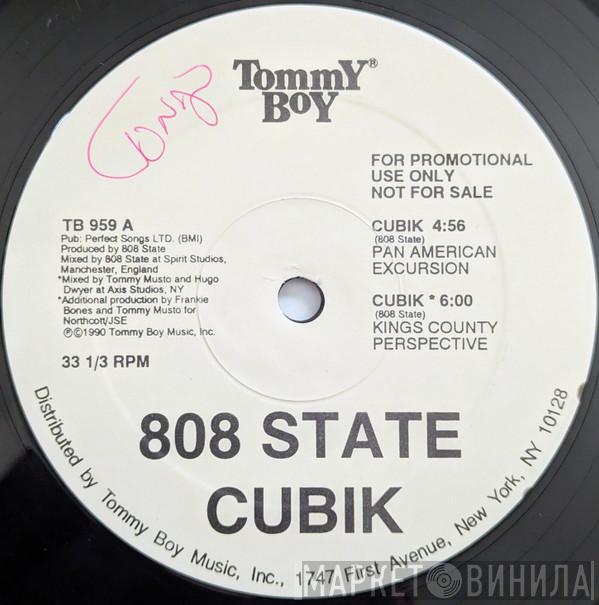 Tommy®
Boy
FOR PROMOTIONAL
USE ONLY
NOT FOR SALE
TB 959 A
Pub: Perfect Songs LTD. (BMI)
Produced by 808 State
Mixed by 808 State at Spirit Studios,
Manchester, England
*Mixed by Tommy Musto and Hugo
Dwyer at Axis Studios, NY
*Additional production by Frankie
Bones and Tommy Musto for
Northcott/JSE
℗©1990 Tommy Boy Music, Inc.
33 1/3 RPM
CUBIK 4:56
(808 State)
PAN AMERICAN
EXCURSION
CUBIK * 6:00
(808 State)
KINGS COUNTY
PERSPECTIVE
808 STATE
CUBIK
Distributed by Tommy Boy Music, Inc., 1747 First Avenue, New York, NY 10128
МАРКЕТ ВИНИЛА